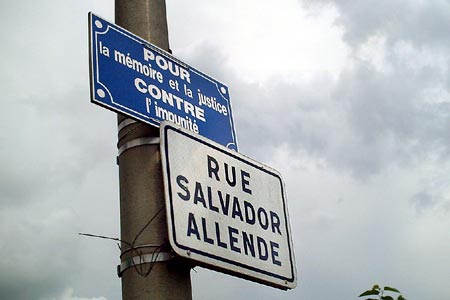 POUR
la mémoire et la justice
CONTRE
l'impunité
RUE
SALVADOR
ALLENDE